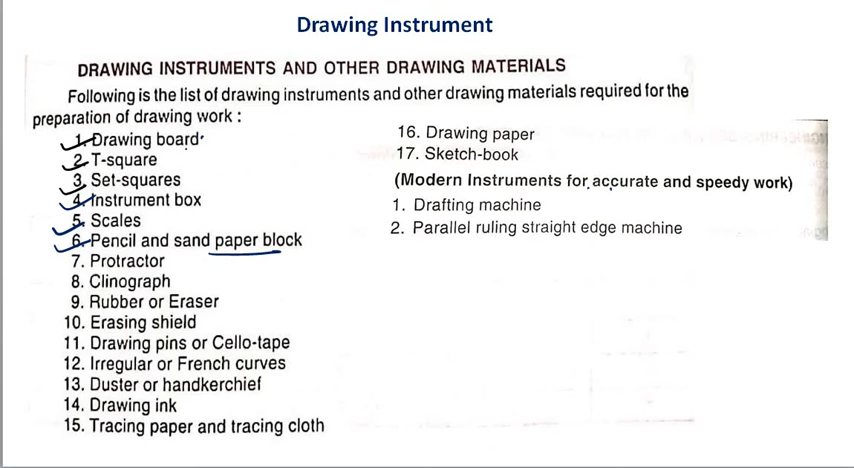 Drawing Instrument
DRAWING INSTRUMENTS AND OTHER DRAWING MATERIALS
Following is the list of drawing instruments and other drawing materials required for the
preparation of drawing work :
1. Drawing board
2. T-square
3. Set-squares
4. Instrument box
5. Scales
6. Pencil and sand paper block
7. Protractor
8. Clinograph
9. Rubber or Eraser
10. Erasing shield
11. Drawing pins or Cello-tape
12. Irregular or French curves
13. Duster or handkerchief
14. Drawing ink
15. Tracing paper and tracing cloth
16. Drawing paper
17. Sketch-book
(Modern Instruments for accurate and speedy work)
1. Drafting machine
2. Parallel ruling straight edge machine